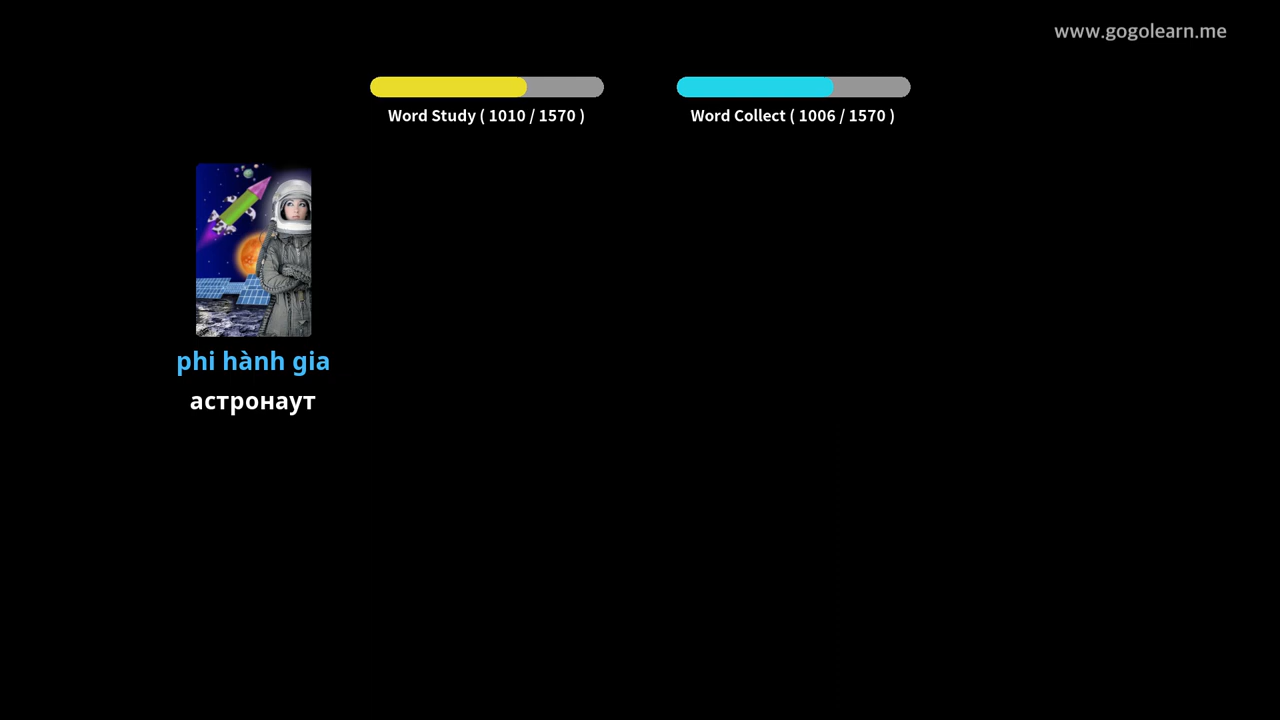 www.gogolearn.me
Word Study ( 1010 / 1570 )
Word Collect ( 1006 / 1570 )
phi hành gia
астронаут